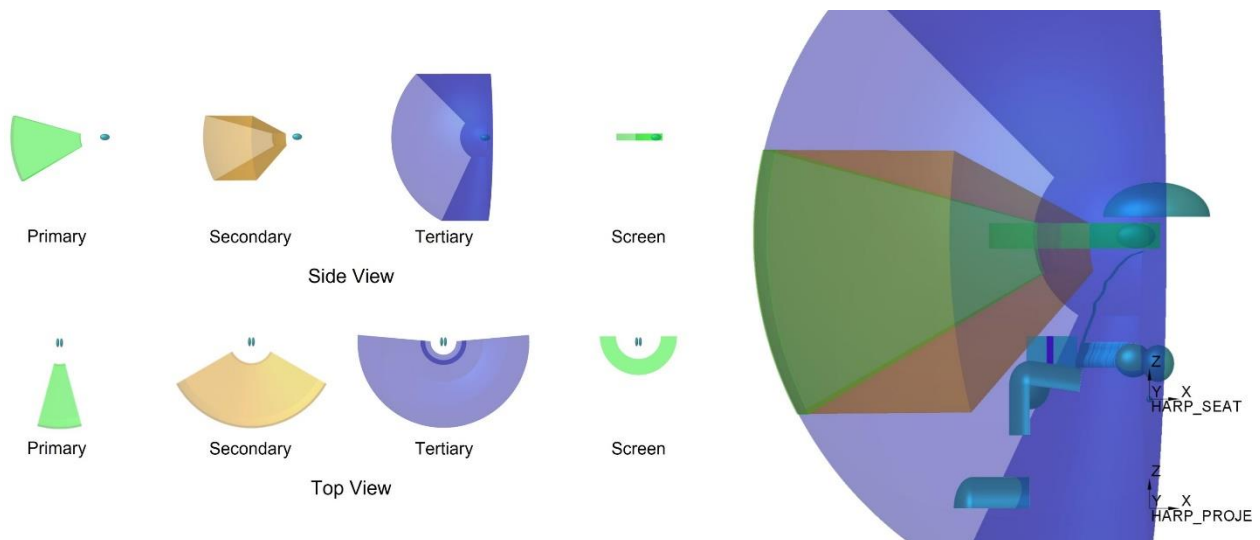 Primary
Secondary
Tertiary
Screen
Side View
Primary
Secondary
Tertiary
Screen
Top View
Z
Y X
HARP_SEAT
Z
Y X
HARP_PROJE